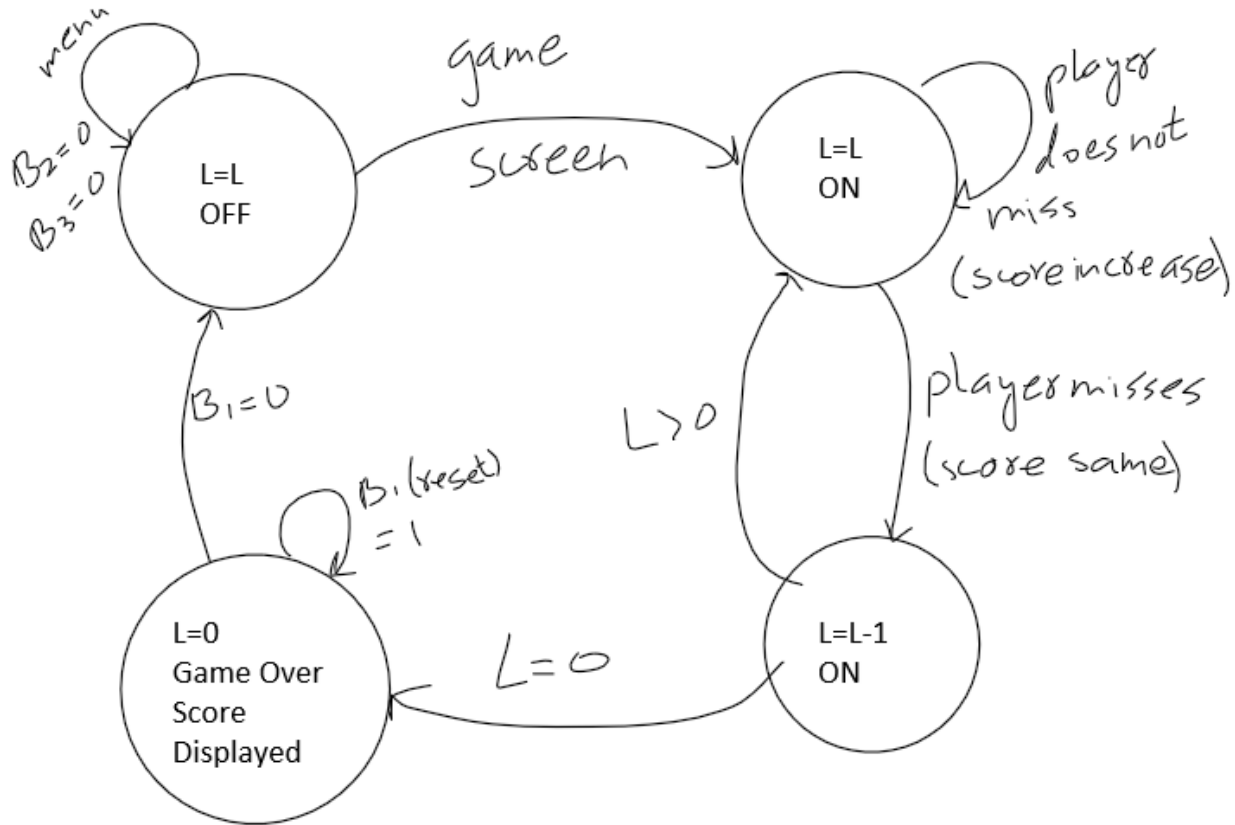 menu
B2=0
B3=0
L=L
OFF
game
screen
L=L
ON
player
does not
miss
(score increase)
B1=0
L>0
player misses
(score same)
B1(reset)
=1
L=0
Game Over
Score
Displayed
L=0
L=L-1
ON